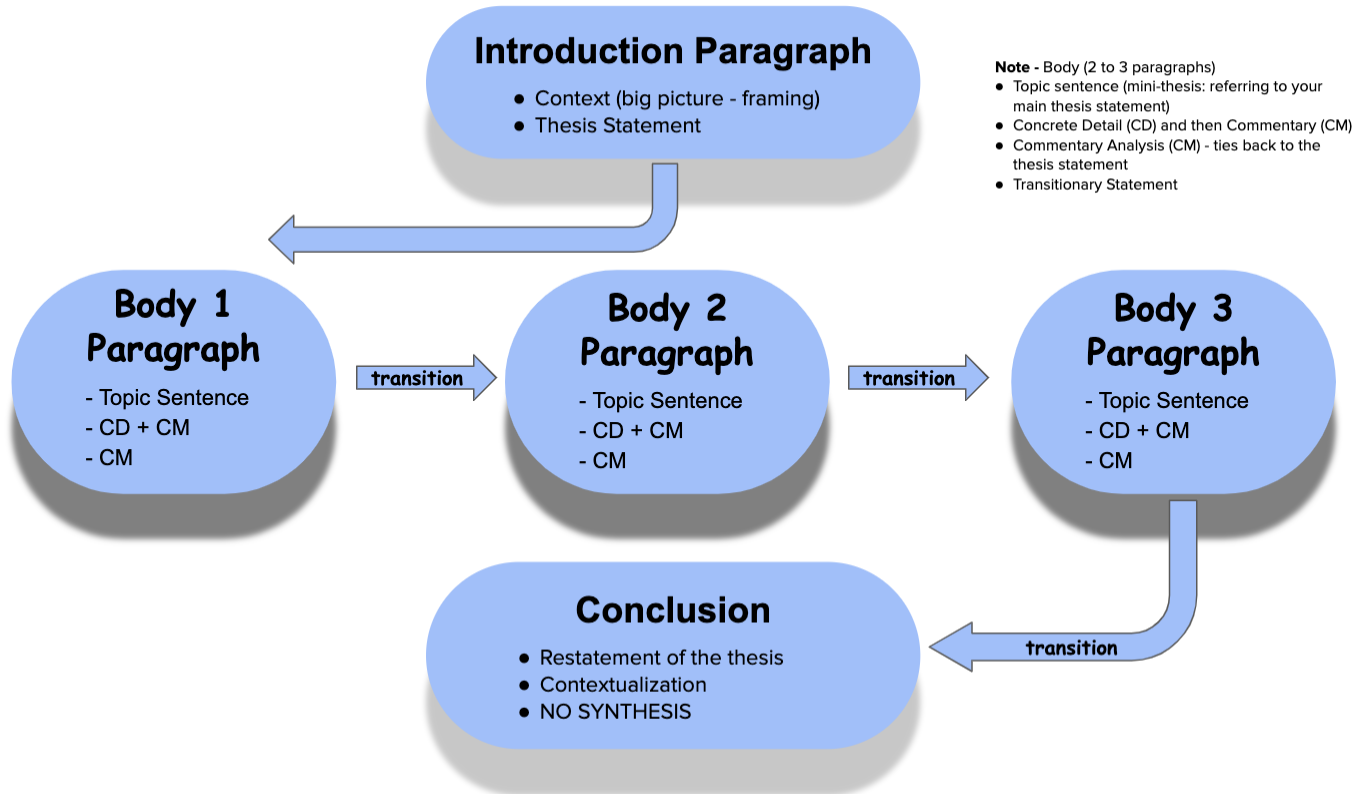 Introduction Paragraph
● Context (big picture - framing)
● Thesis Statement
Note - Body (2 to 3 paragraphs)
● Topic sentence (mini-thesis: referring to your
main thesis statement)
● Concrete Detail (CD) and then Commentary (CM)
● Commentary Analysis (CM) - ties back to the
thesis statement
● Transitionary Statement
Body 1
Paragraph
- Topic Sentence
- CD + CM
- CM
transition
Body 2
Paragraph
- Topic Sentence
- CD + CM
- CM
transition
Body 3
Paragraph
- Topic Sentence
- CD + CM
- CM
transition
Conclusion
● Restatement of the thesis
● Contextualization
● NO SYNTHESIS